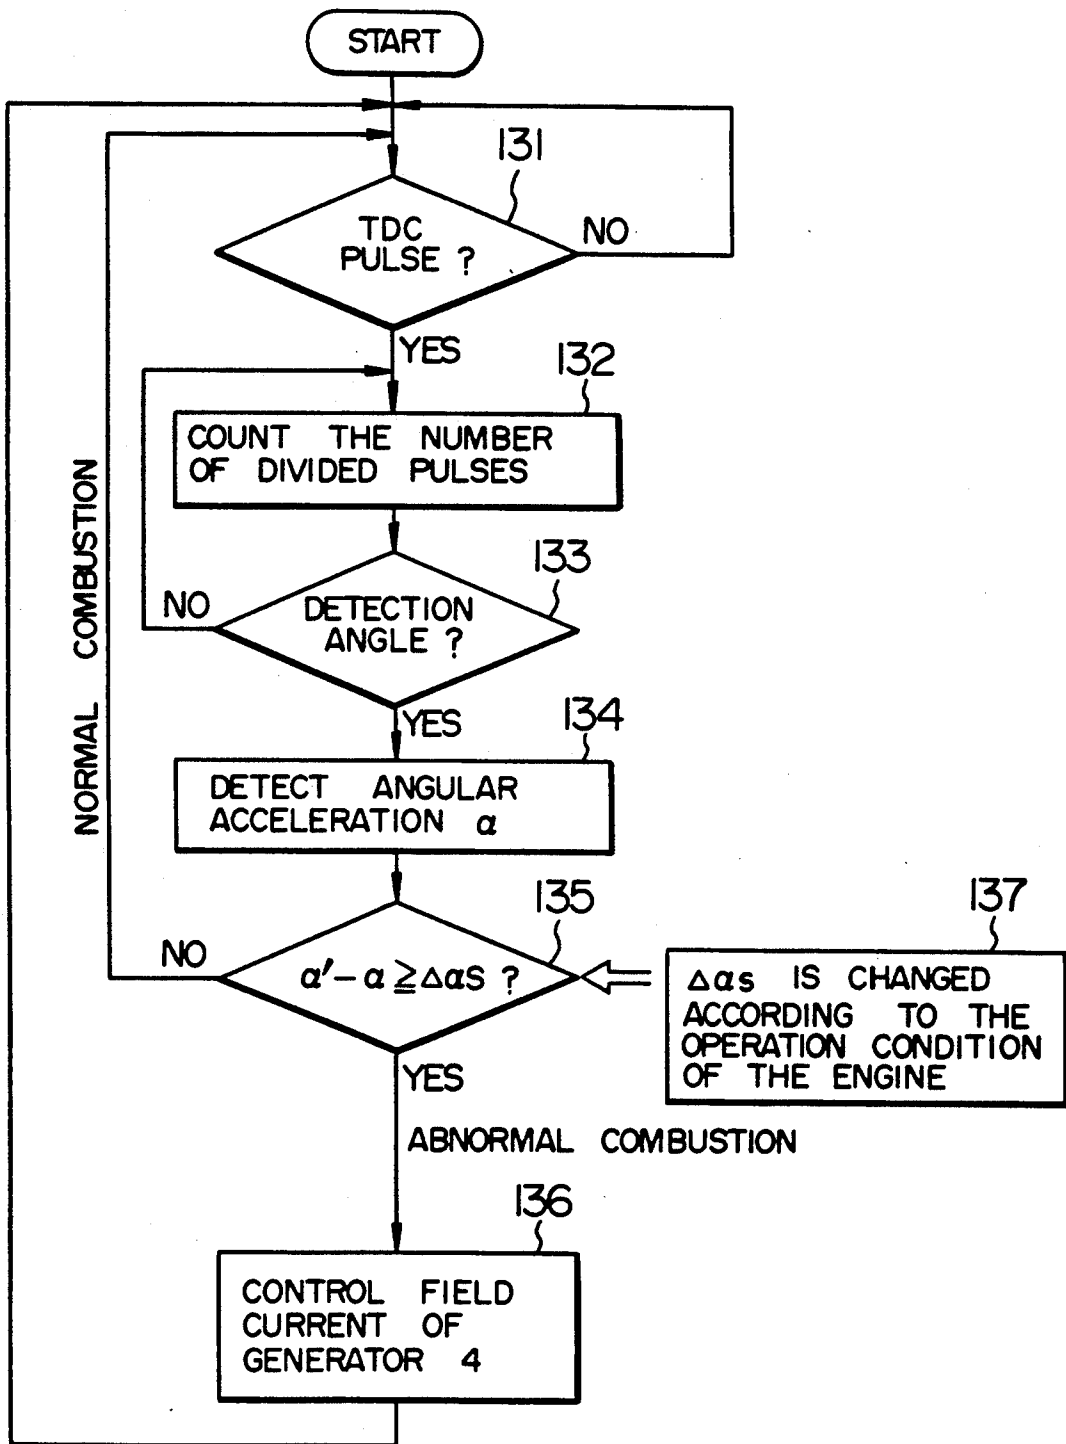 START
131
TDC
PULSE ?
NO
YES
132
COUNT THE NUMBER
OF DIVIDED PULSES
133
NO
DETECTION
ANGLE ?
YES
134
DETECT ANGULAR
ACCELERATION α
NORMAL COMBUSTION
135
NO
α′-α ≧ ΔαS ?
137
Δαs IS CHANGED
ACCORDING TO THE
OPERATION CONDITION
OF THE ENGINE
YES
ABNORMAL COMBUSTION
136
CONTROL FIELD
CURRENT OF
GENERATOR 4